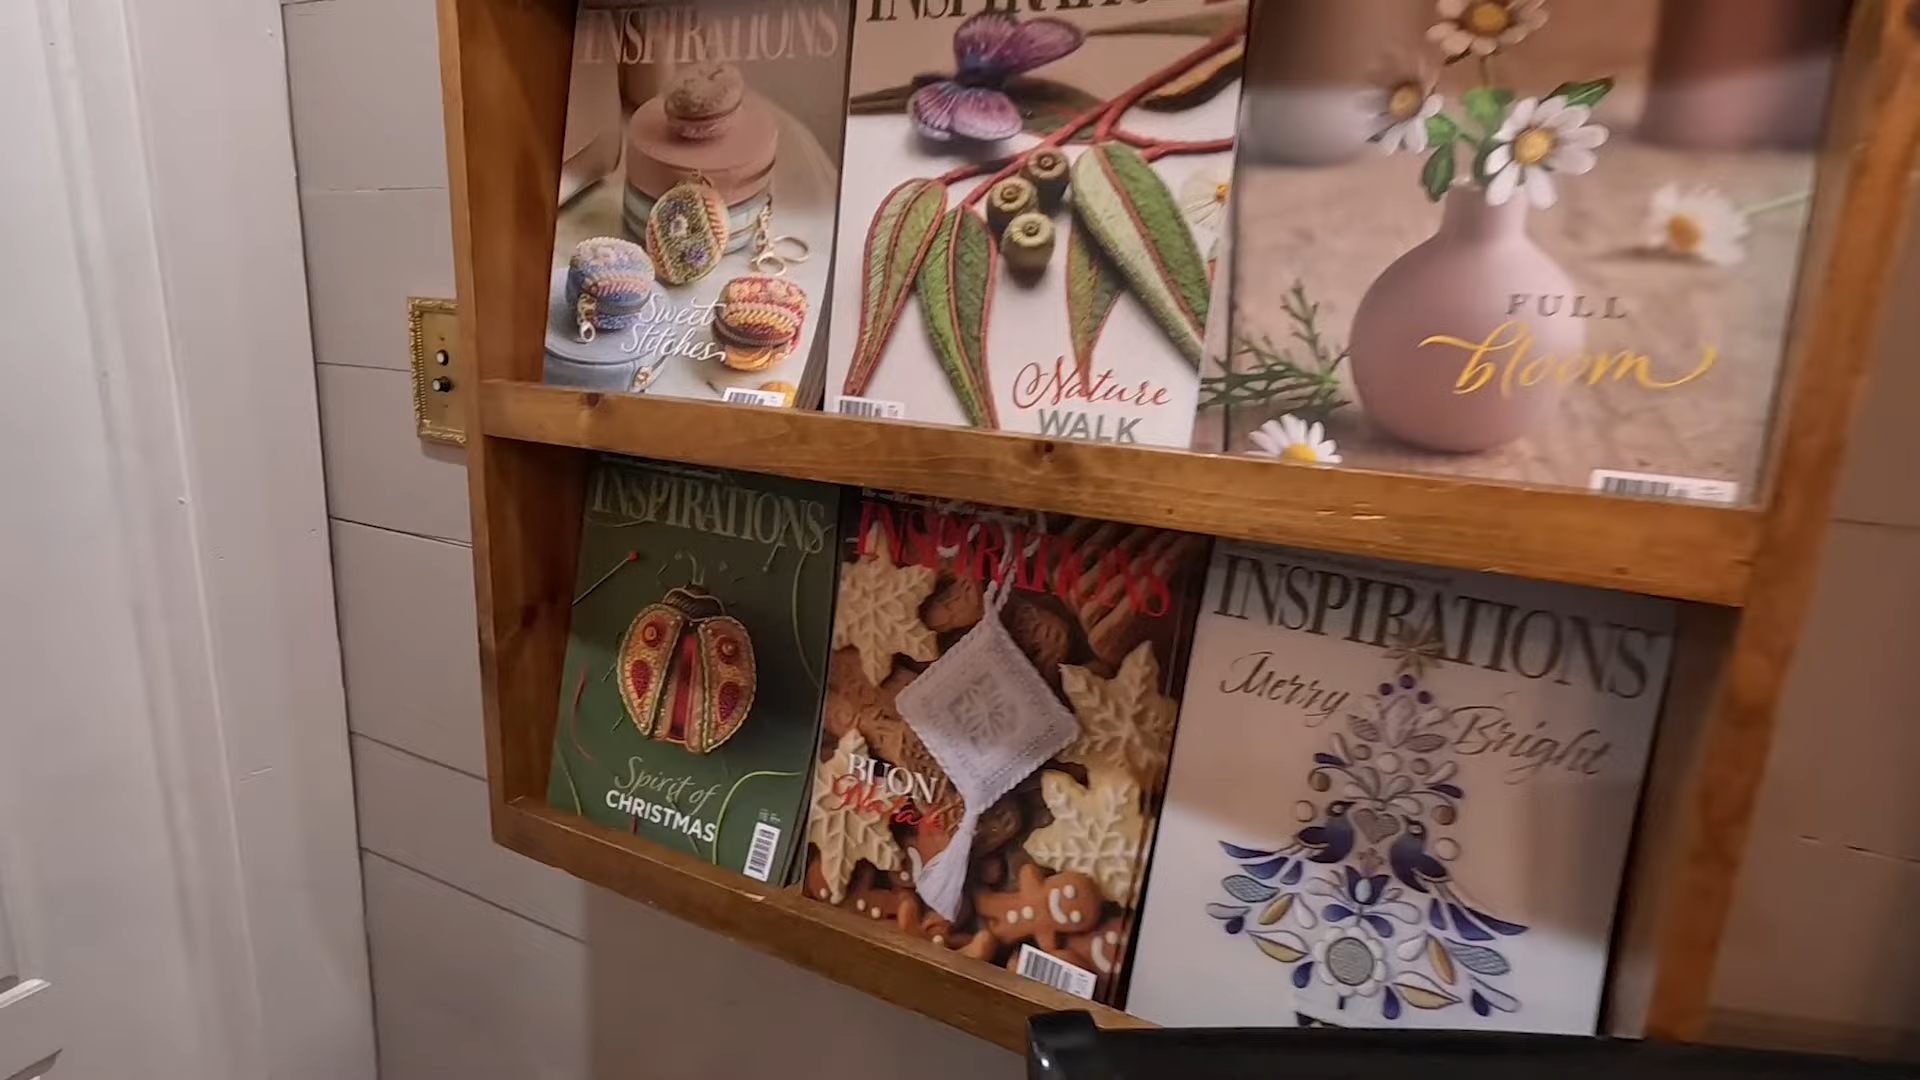 INSPIRATIONS
Sweet
Stitches
INSPIRATIONS
Nature
WALK
FULL
bloom
INSPIRATIONS
Spirit of
CHRISTMAS
INSPIRATIONS
BUON
Natale
INSPIRATIONS
Merry
Bright